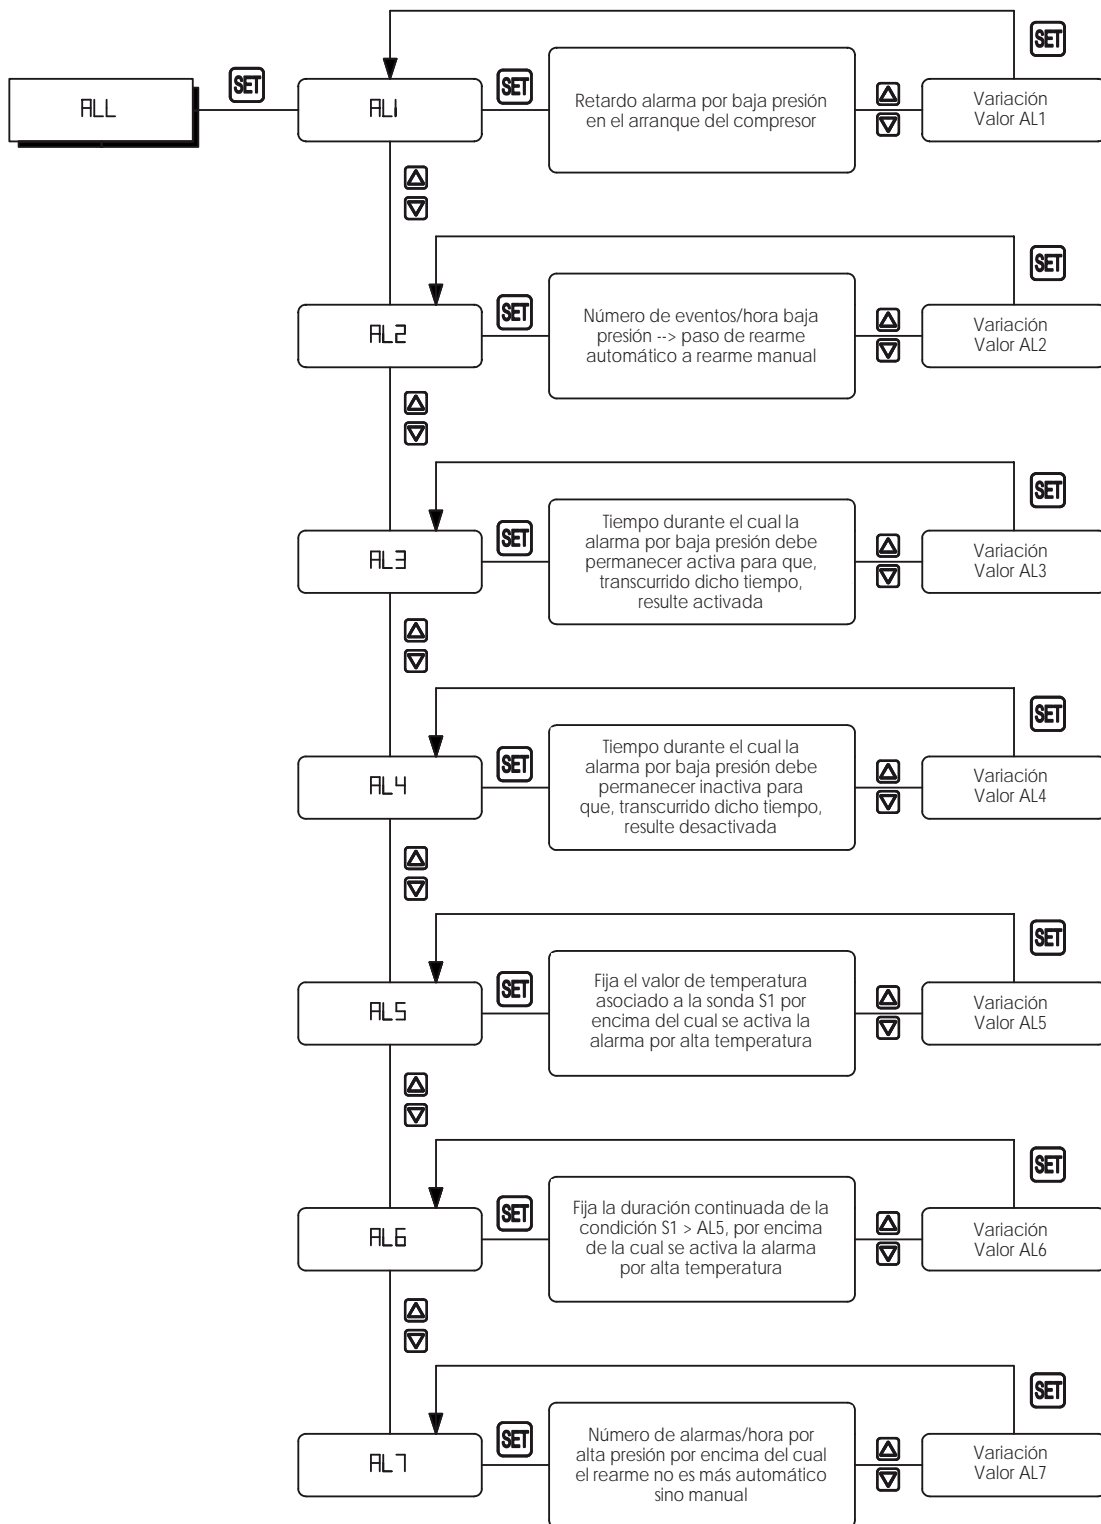 SET
ALL
SET
AL1
SET
Retardo alarma por baja presión
en el arranque del compresor
Variación
Valor AL1
SET
AL2
SET
Número de eventos/hora baja
presión --> paso de rearme
automático a rearme manual
Variación
Valor AL2
SET
AL3
SET
Tiempo durante el cual la
alarma por baja presión debe
permanecer activa para que,
transcurrido dicho tiempo,
resulte activada
Variación
Valor AL3
SET
AL4
SET
Tiempo durante el cual la
alarma por baja presión debe
permanecer inactiva para
que, transcurrido dicho tiempo,
resulte desactivada
Variación
Valor AL4
SET
AL5
SET
Fija el valor de temperatura
asociado a la sonda S1 por
encima del cual se activa la
alarma por alta temperatura
Variación
Valor AL5
SET
AL6
SET
Fija la duración continuada de la
condición S1 > AL5, por encima
de la cual se activa la alarma
por alta temperatura
Variación
Valor AL6
SET
AL7
SET
Número de alarmas/hora por
alta presión por encima del cual
el rearme no es más automático
sino manual
Variación
Valor AL7